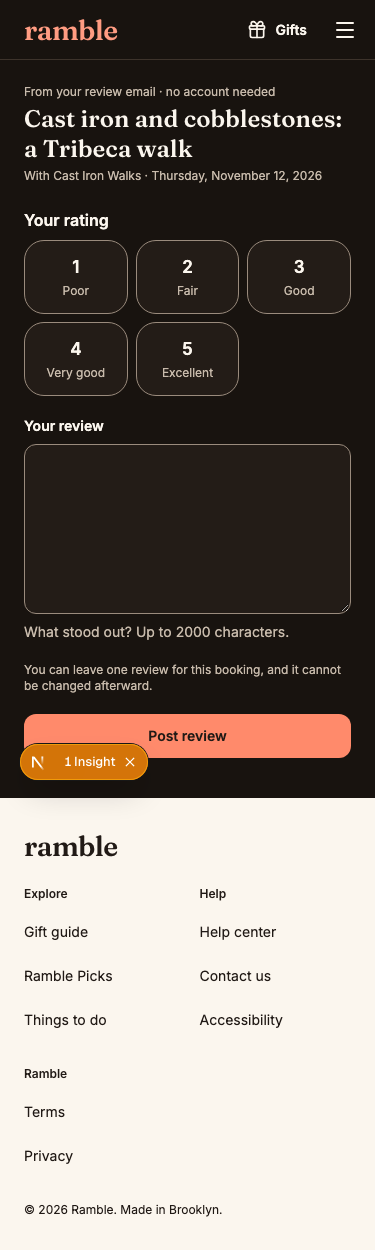 ramble
Gifts
From your review email · no account needed
Cast iron and cobblestones:
a Tribeca walk
With Cast Iron Walks · Thursday, November 12, 2026
Your rating
1
Poor
2
Fair
3
Good
4
Very good
5
Excellent
Your review
What stood out? Up to 2000 characters.
You can leave one review for this booking, and it cannot
be changed afterward.
Post review
N 1 Insight
ramble
Explore
Gift guide
Ramble Picks
Things to do
Help
Help center
Contact us
Accessibility
Ramble
Terms
Privacy
© 2026 Ramble. Made in Brooklyn.